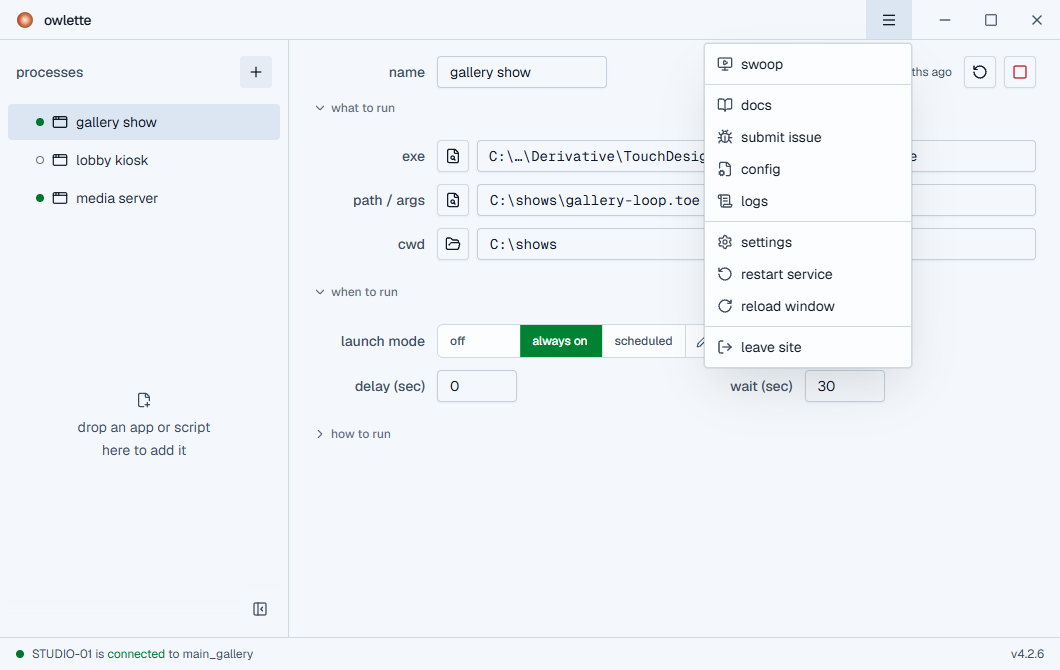 owlette
processes
gallery show
lobby kiosk
media server
drop an app or script
here to add it
name gallery show ths ago
what to run
exe C:\…\Derivative\TouchDesig e
path / args C:\shows\gallery-loop.toe
cwd C:\shows
when to run
launch mode off always on scheduled
delay (sec) 0 wait (sec) 30
how to run
swoop
docs
submit issue
config
logs
settings
restart service
reload window
leave site
STUDIO-01 is connected to main_gallery
v4.2.6